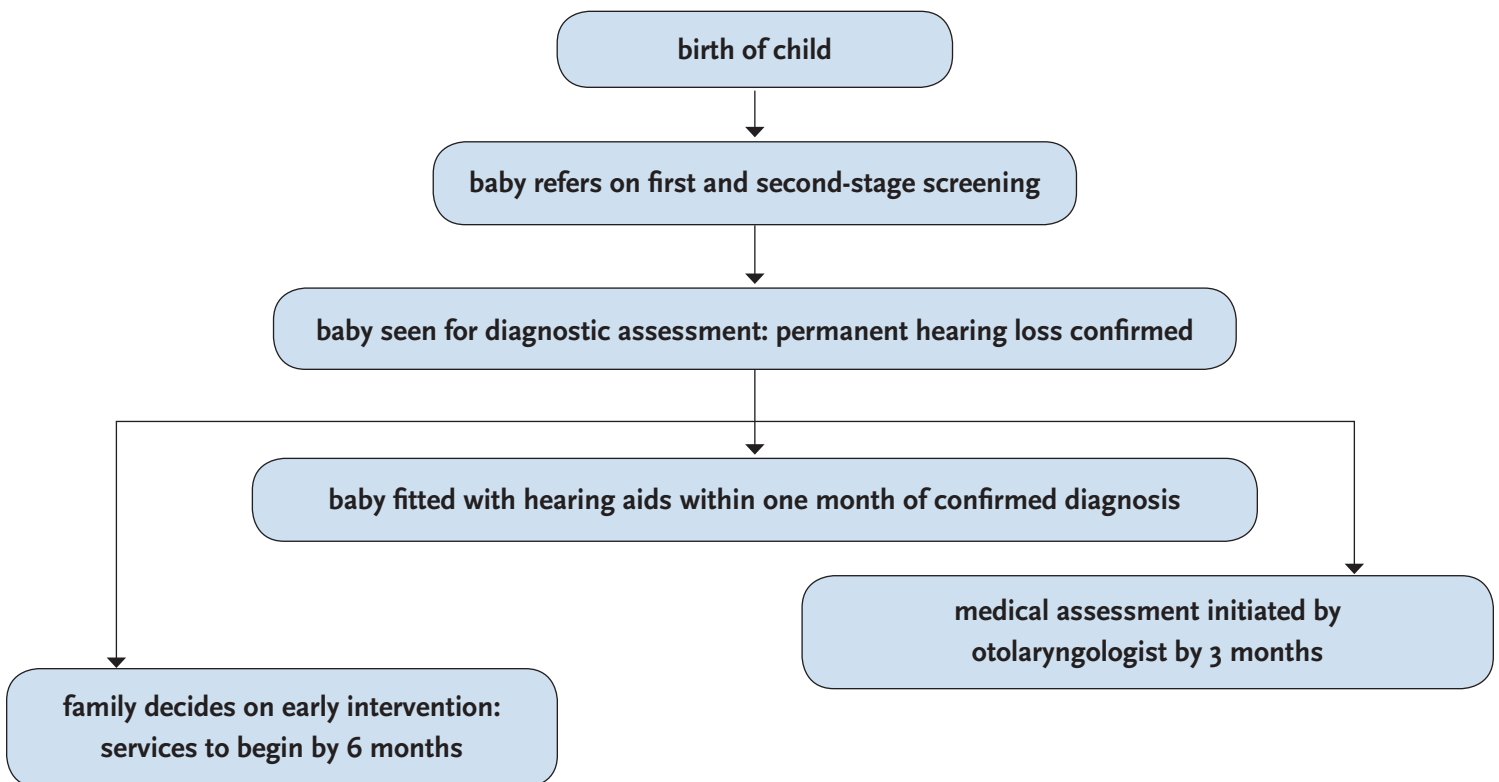 birth of child
baby refers on first and second-stage screening
baby seen for diagnostic assessment: permanent hearing loss confirmed
baby fitted with hearing aids within one month of confirmed diagnosis
medical assessment initiated by
otolaryngologist by 3 months
family decides on early intervention:
services to begin by 6 months